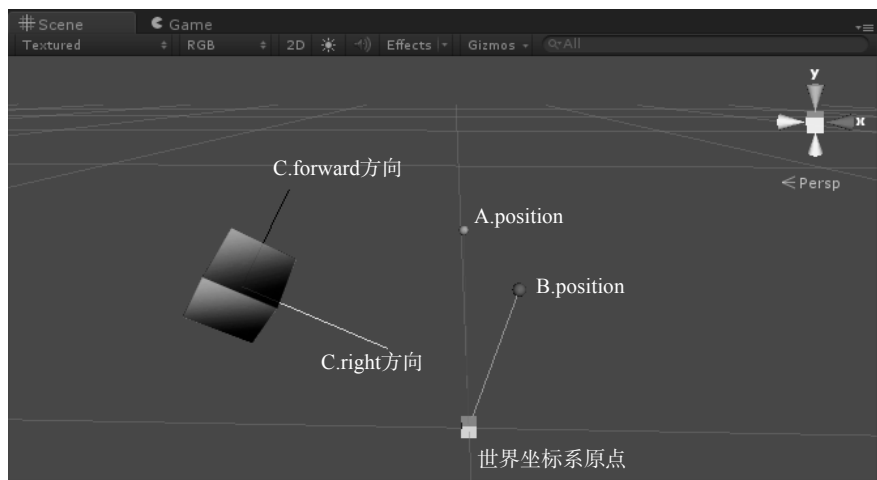 Scene Game
Textured RGB 2D Effects Gizmos All
y
x
Persp
C.forward方向
A.position
B.position
C.right方向
世界坐标系原点